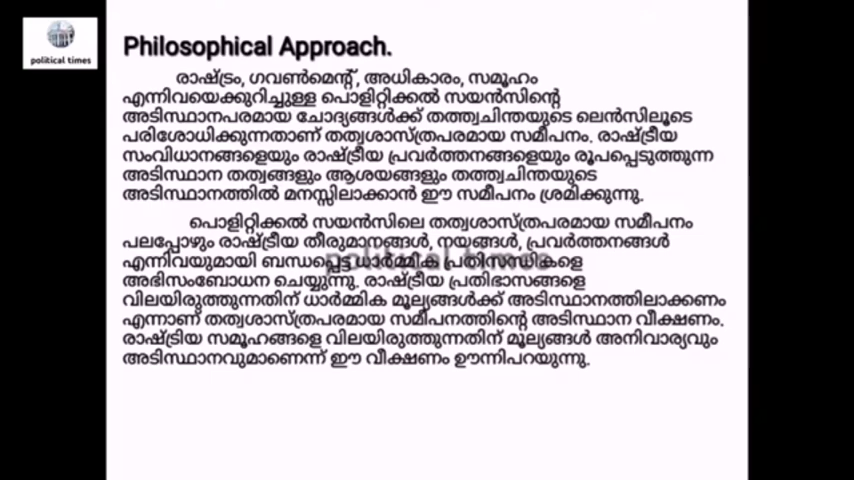 political times
Philosophical Approach.
രാഷ്ട്രം, ഗവൺമെന്റ്, അധികാരം, സമൂഹം
എന്നിവയെക്കുറിച്ചുള്ള പൊളിറ്റിക്കൽ സയൻസിന്റെ
അടിസ്ഥാനപരമായ ചോദ്യങ്ങൾക്ക് തത്ത്വചിന്തയുടെ ലെൻസിലൂടെ
പരിശോധിക്കുന്നതാണ് തത്വശാസ്ത്രപരമായ സമീപനം. രാഷ്ട്രീയ
സംവിധാനങ്ങളെയും രാഷ്ട്രീയ പ്രവർത്തനങ്ങളെയും രൂപപ്പെടുത്തുന്ന
അടിസ്ഥാന തത്വങ്ങളും ആശയങ്ങളും തത്ത്വചിന്തയുടെ
അടിസ്ഥാനത്തിൽ മനസ്സിലാക്കാൻ ഈ സമീപനം ശ്രമിക്കുന്നു.
പൊളിറ്റിക്കൽ സയൻസിലെ തത്വശാസ്ത്രപരമായ സമീപനം
പലപ്പോഴും രാഷ്ട്രീയ തീരുമാനങ്ങൾ, നയങ്ങൾ, പ്രവർത്തനങ്ങൾ
എന്നിവയുമായി ബന്ധപ്പെട്ട ധാർമ്മിക പ്രതിസന്ധികളെ
political times
അഭിസംബോധന ചെയ്യുന്നു. രാഷ്ട്രീയ പ്രതിഭാസങ്ങളെ
വിലയിരുത്തുന്നതിന് ധാർമ്മിക മൂല്യങ്ങൾക്ക് അടിസ്ഥാനത്തിലാക്കണം
എന്നാണ് തത്വശാസ്ത്രപരമായ സമീപനത്തിന്റെ അടിസ്ഥാന വീക്ഷണം.
രാഷ്ട്രിയ സമൂഹങ്ങളെ വിലയിരുത്തുന്നതിന് മൂല്യങ്ങൾ അനിവാര്യവും
അടിസ്ഥാനവുമാണെന്ന് ഈ വീക്ഷണം ഊന്നിപറയുന്നു.